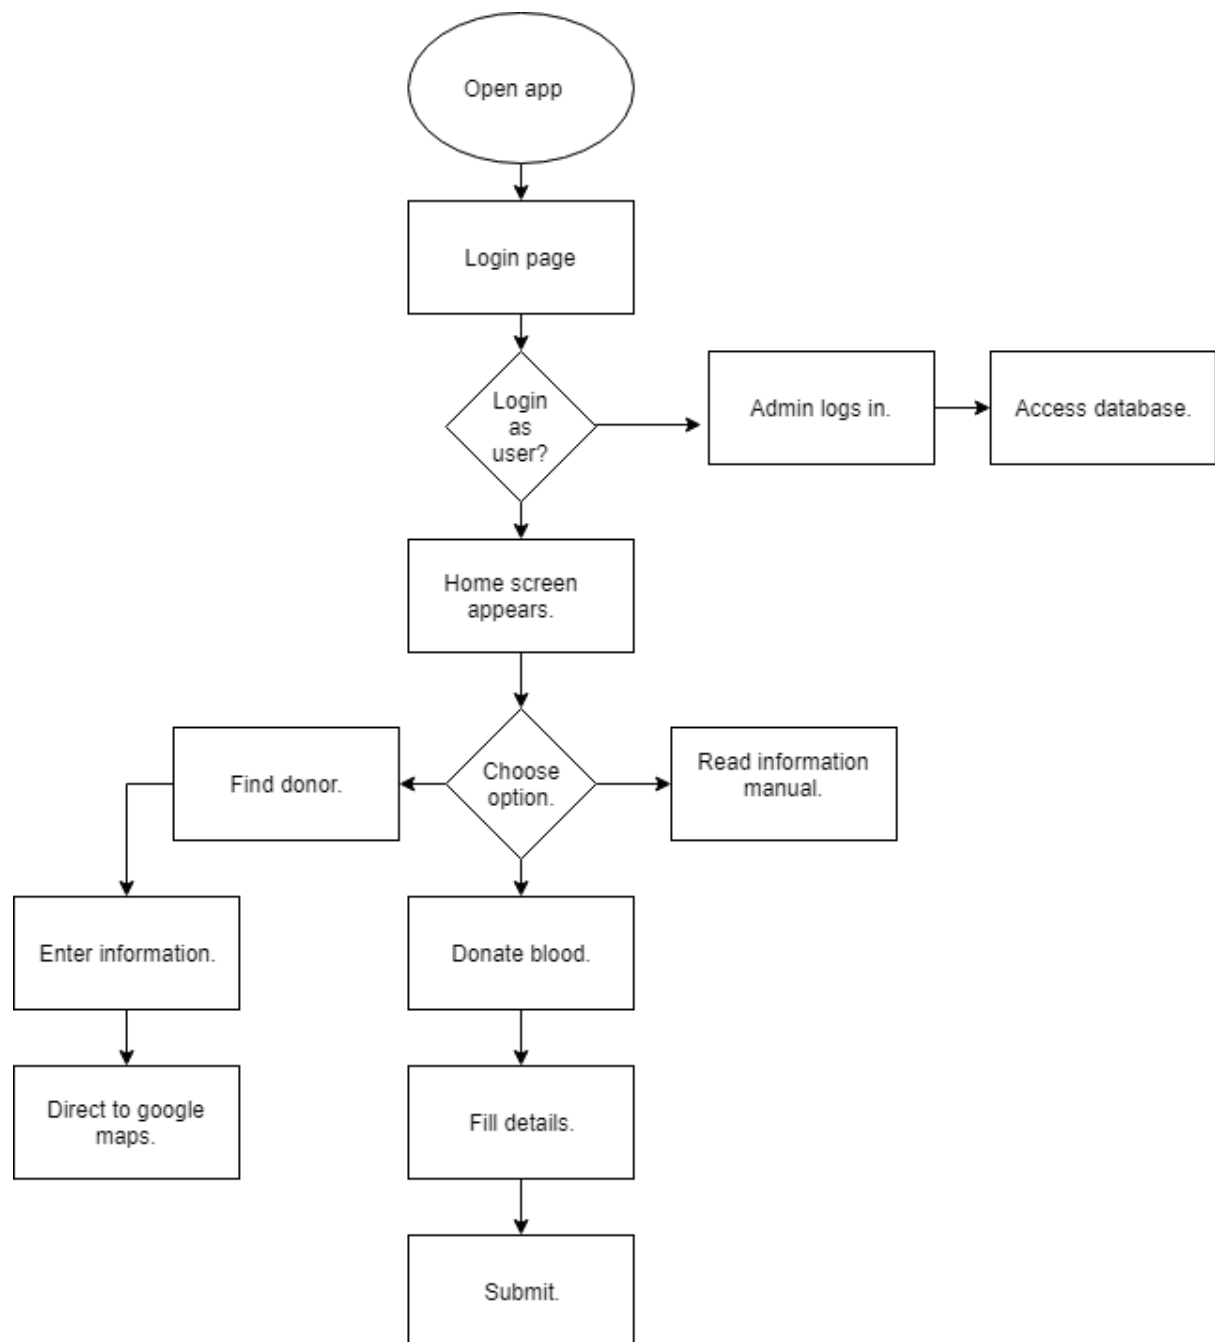 Open app
Login page
Login
as
user?
Admin logs in.
Access database.
Home screen
appears.
Find donor.
Choose
option.
Read information
manual.
Enter information.
Donate blood.
Direct to google
maps.
Fill details.
Submit.